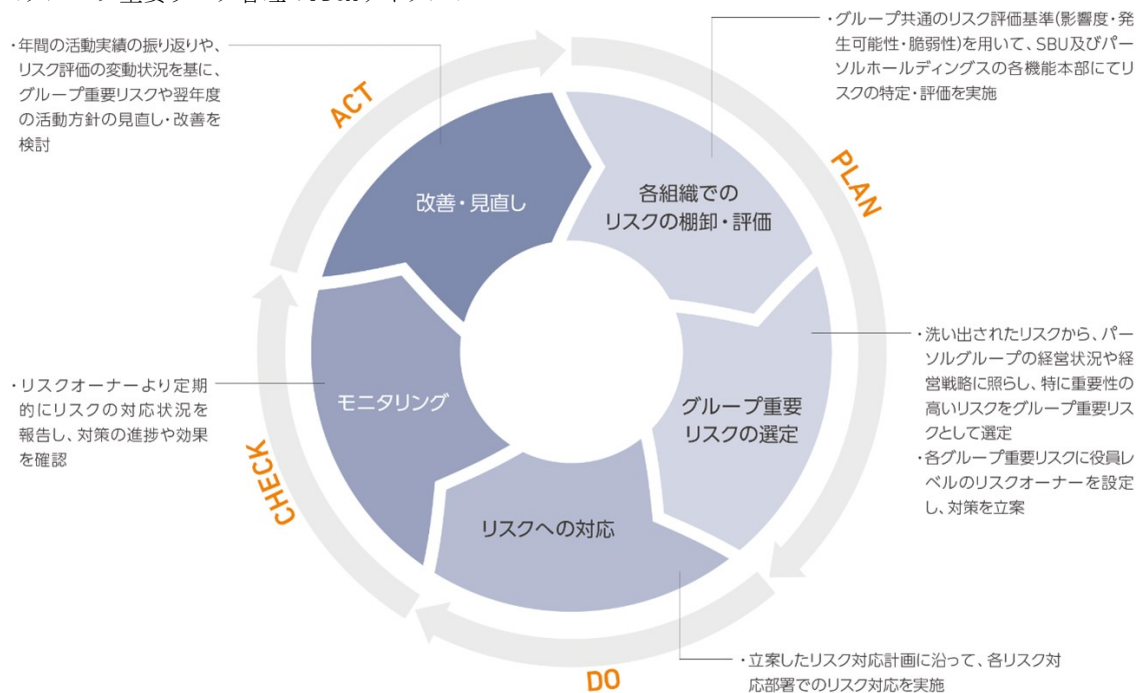 ・グループ共通のリスク評価基準(影響度・発
生可能性・脆弱性)を用いて、SBU及びパー
ソルホールディングスの各機能本部にてリ
スクの特定・評価を実施
・年間の活動実績の振り返りや、
リスク評価の変動状況を基に、
グループ重要リスクや翌年度
の活動方針の見直し・改善を
検討
ACT
PLAN
改善・見直し
各組織での
リスクの棚卸・評価
・洗い出されたリスクから、パー
ソルグループの経営状況や経
営戦略に照らし、特に重要性の
高いリスクをグループ重要リス
クとして選定
・各グループ重要リスクに役員レ
ベルのリスクオーナーを設定
し、対策を立案
・リスクオーナーより定期
的にリスクの対応状況を
報告し、対策の進捗や効果
を確認
モニタリング
グループ重要
リスクの選定
CHECK
リスクへの対応
・立案したリスク対応計画に沿って、各リスク対
応部署でのリスク対応を実施
DO